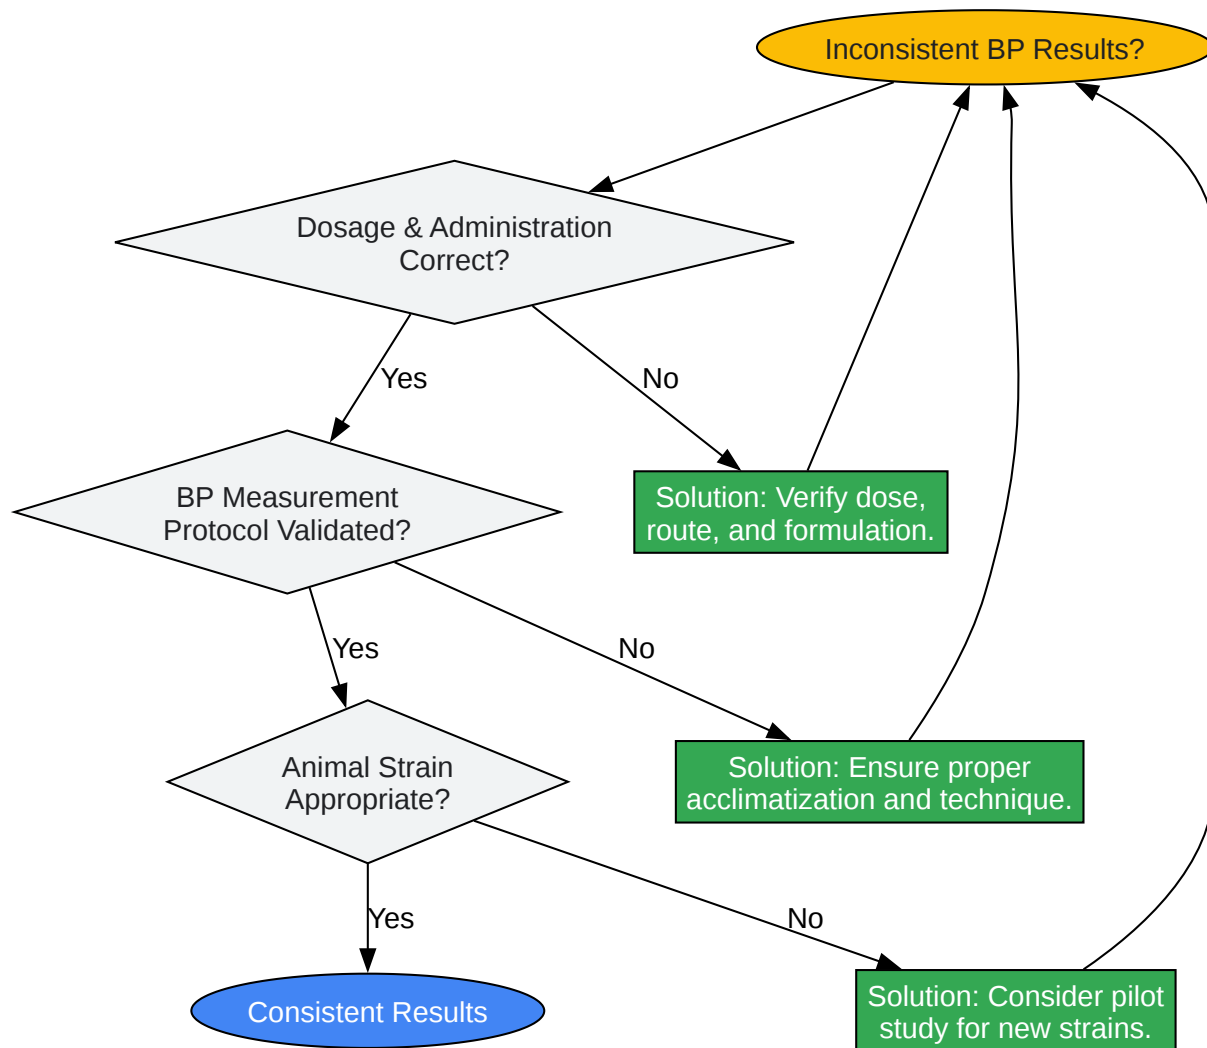 Inconsistent BP Results?
Dosage & Administration
Correct?
Yes
No
BP Measurement
Protocol Validated?
Solution: Verify dose,
route, and formulation.
Yes
No
Animal Strain
Appropriate?
Solution: Ensure proper
acclimatization and technique.
Yes
No
Consistent Results
Solution: Consider pilot
study for new strains.